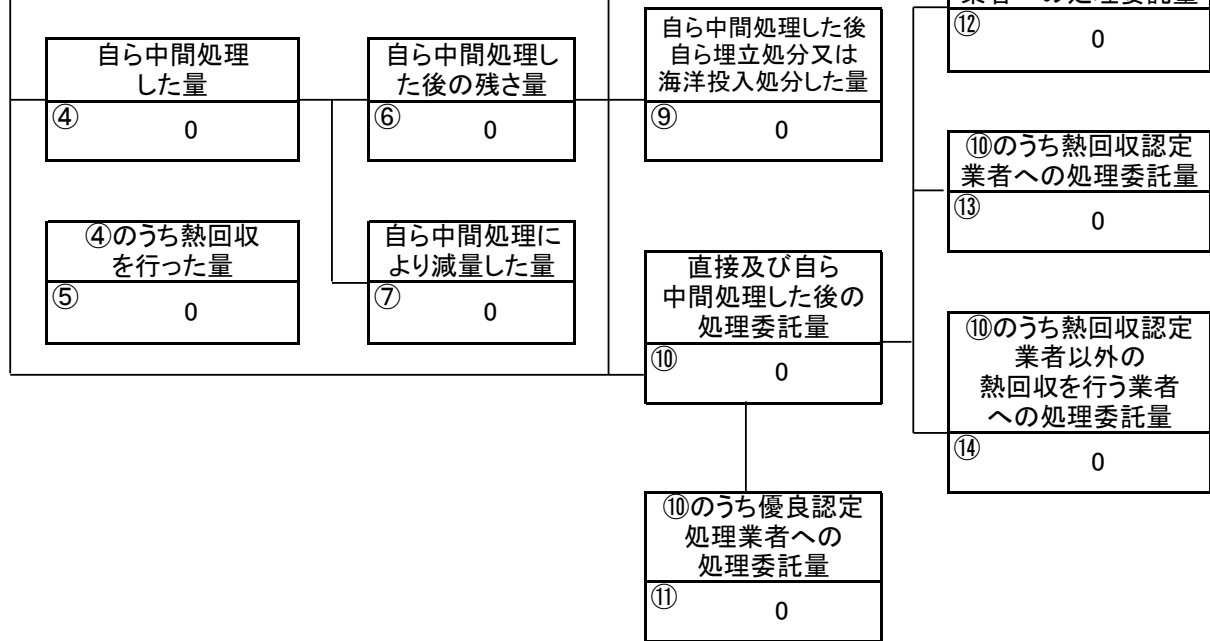 自ら中間処理
した量
④
0
④のうち熱回収
を行った量
⑤
0
自ら中間処理し
た後の残さ量
⑥
0
自ら中間処理に
より減量した量
⑦
0
自ら中間処理した後
自ら埋立処分又は
海洋投入処分した量
⑨
0
直接及び自ら
中間処理した後の
処理委託量
⑩
0
⑩のうち優良認定
処理業者への
処理委託量
⑪
0
業者への処理委託量
⑫
0
⑩のうち熱回収認定
業者への処理委託量
⑬
0
⑩のうち熱回収認定
業者以外の
熱回収を行う業者
への処理委託量
⑭
0